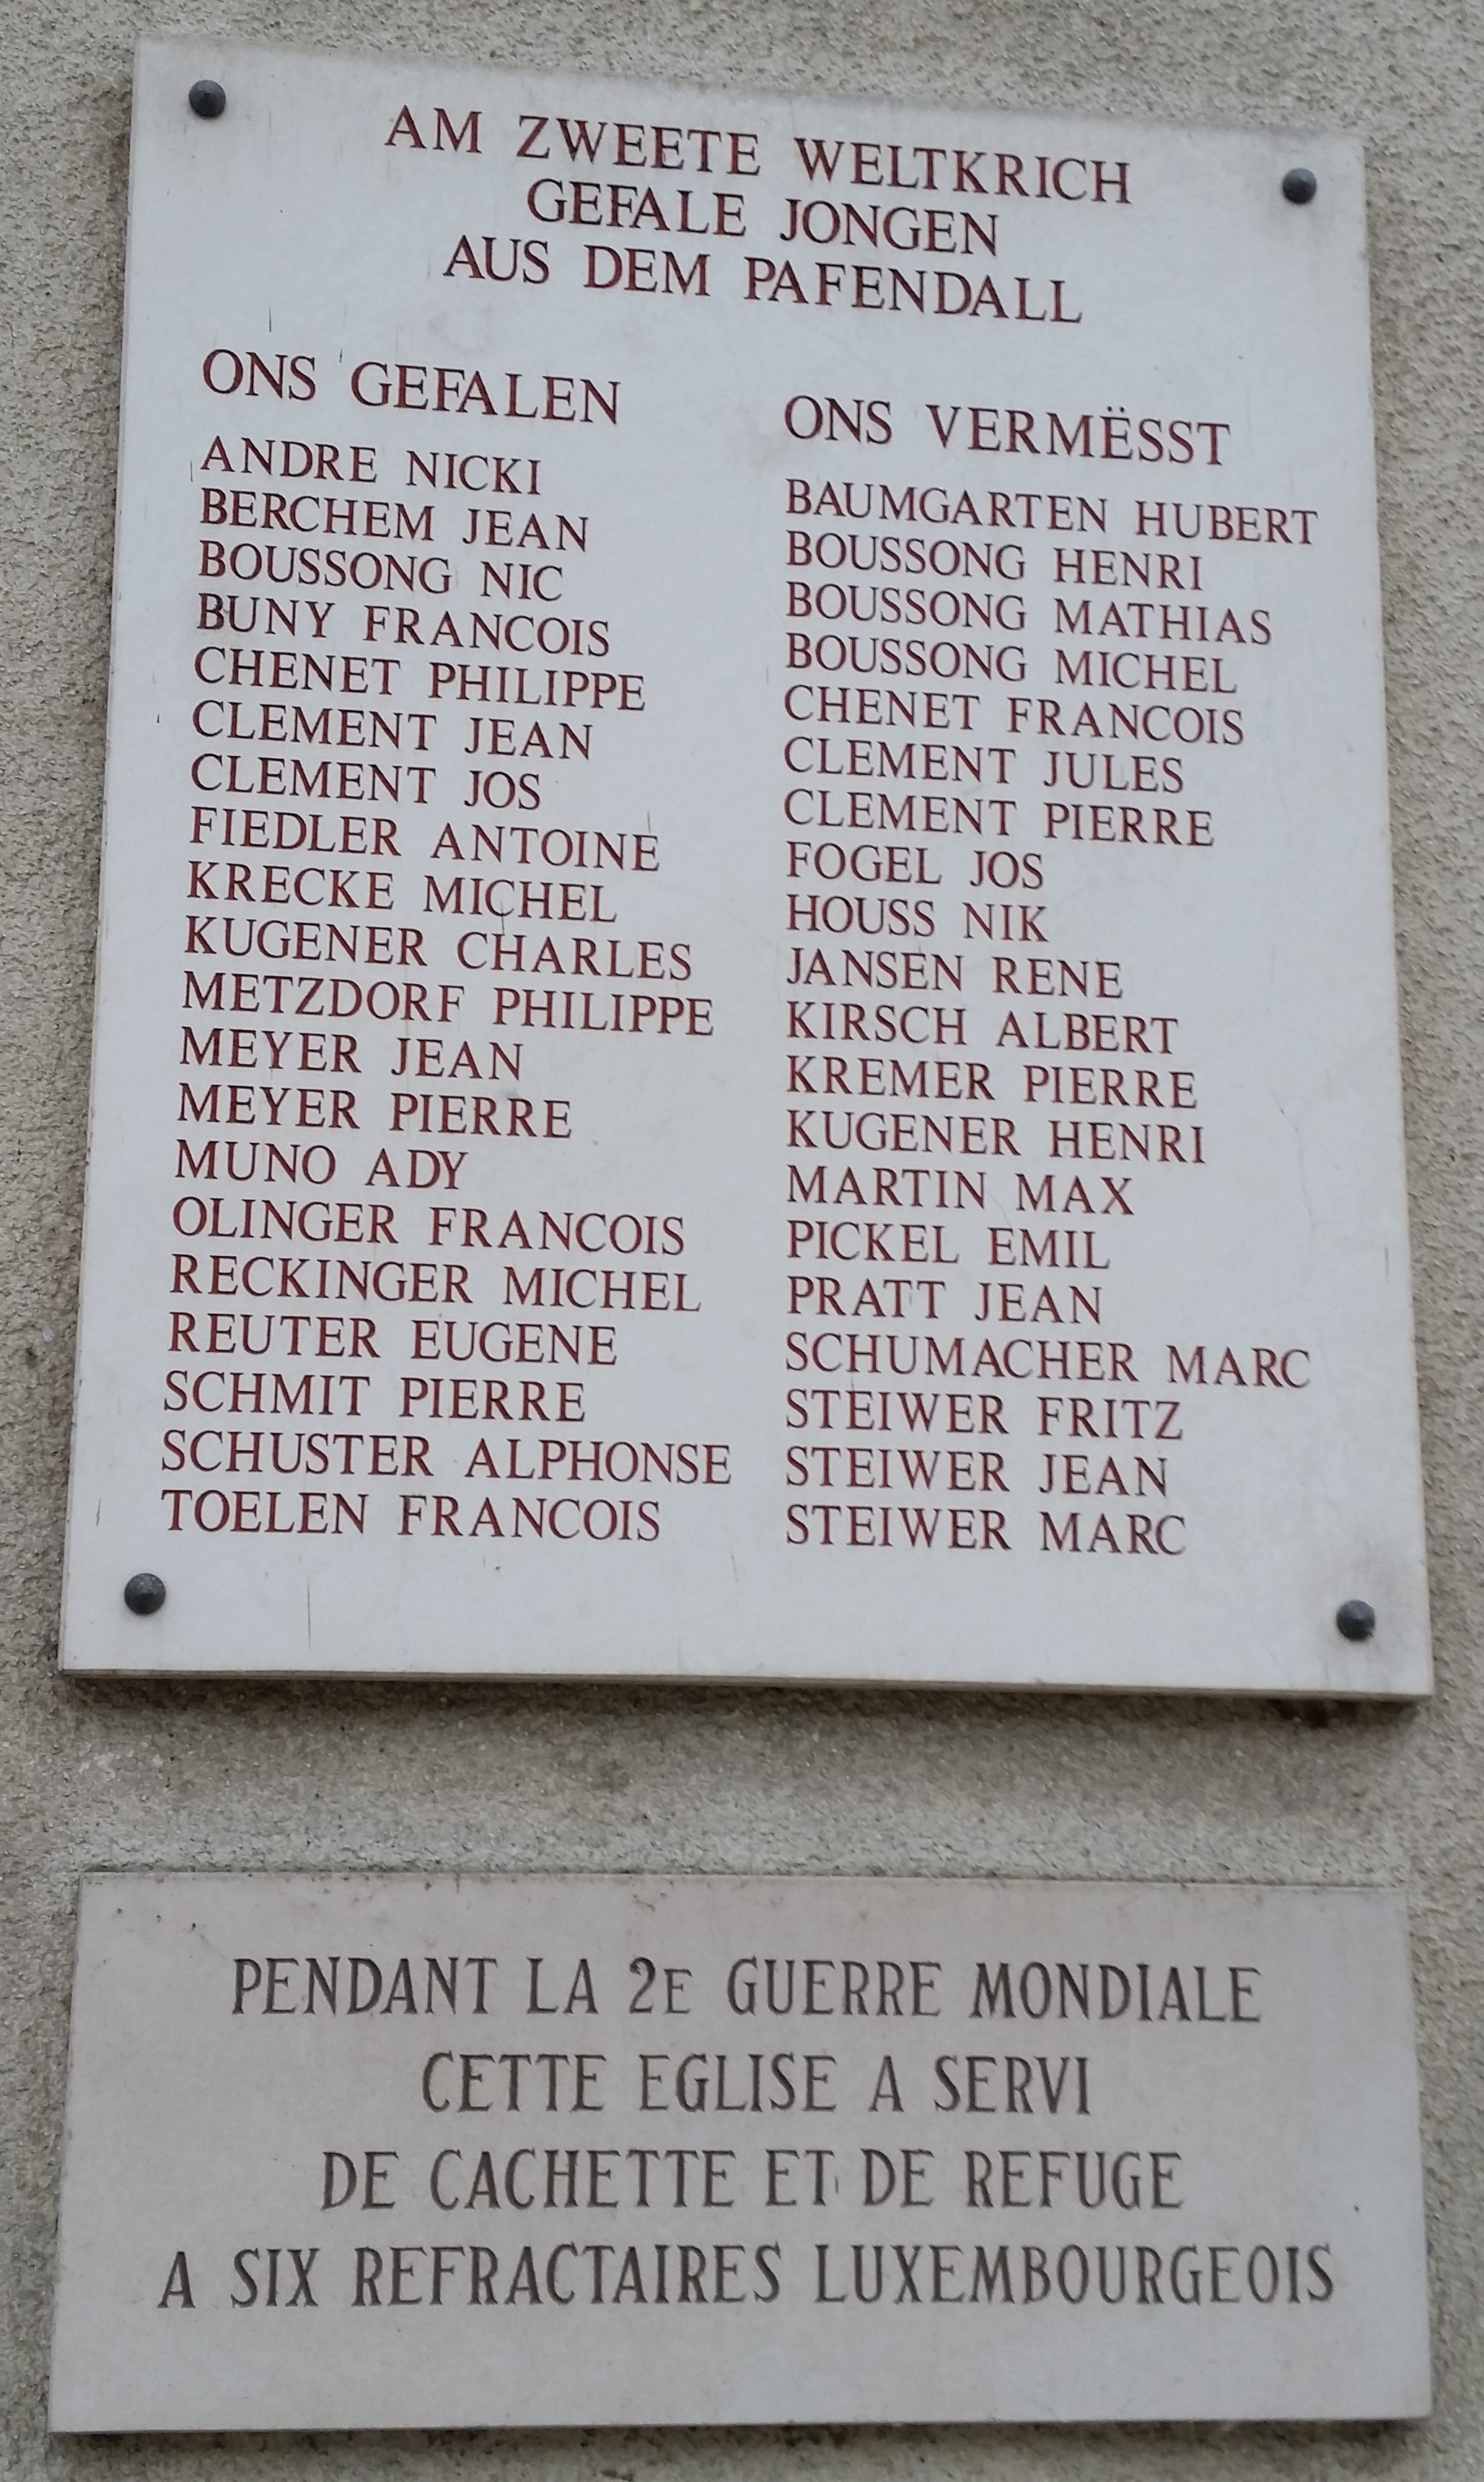 AM ZWEETE WELTKRICH
GEFALE JONGEN
AUS DEM PAFENDALL
ONS GEFALEN
ANDRE NICKI
BERCHEM JEAN
BOUSSONG NIC
BUNY FRANCOIS
CHENET PHILIPPE
CLEMENT JEAN
CLEMENT JOS
FIEDLER ANTOINE
KRECKE MICHEL
KUGENER CHARLES
METZDORF PHILIPPE
MEYER JEAN
MEYER PIERRE
MUNO ADY
OLINGER FRANCOIS
RECKINGER MICHEL
REUTER EUGENE
SCHMIT PIERRE
SCHUSTER ALPHONSE
TOELEN FRANCOIS
ONS VERMËSST
BAUMGARTEN HUBERT
BOUSSONG HENRI
BOUSSONG MATHIAS
BOUSSONG MICHEL
CHENET FRANCOIS
CLEMENT JULES
CLEMENT PIERRE
FOGEL JOS
HOUSS NIK
JANSEN RENE
KIRSCH ALBERT
KREMER PIERRE
KUGENER HENRI
MARTIN MAX
PICKEL EMIL
PRATT JEAN
SCHUMACHER MARC
STEIWER FRITZ
STEIWER JEAN
STEIWER MARC
PENDANT LA 2E GUERRE MONDIALE
CETTE EGLISE A SERVI
DE CACHETTE ET DE REFUGE
A SIX REFRACTAIRES LUXEMBOURGEOIS